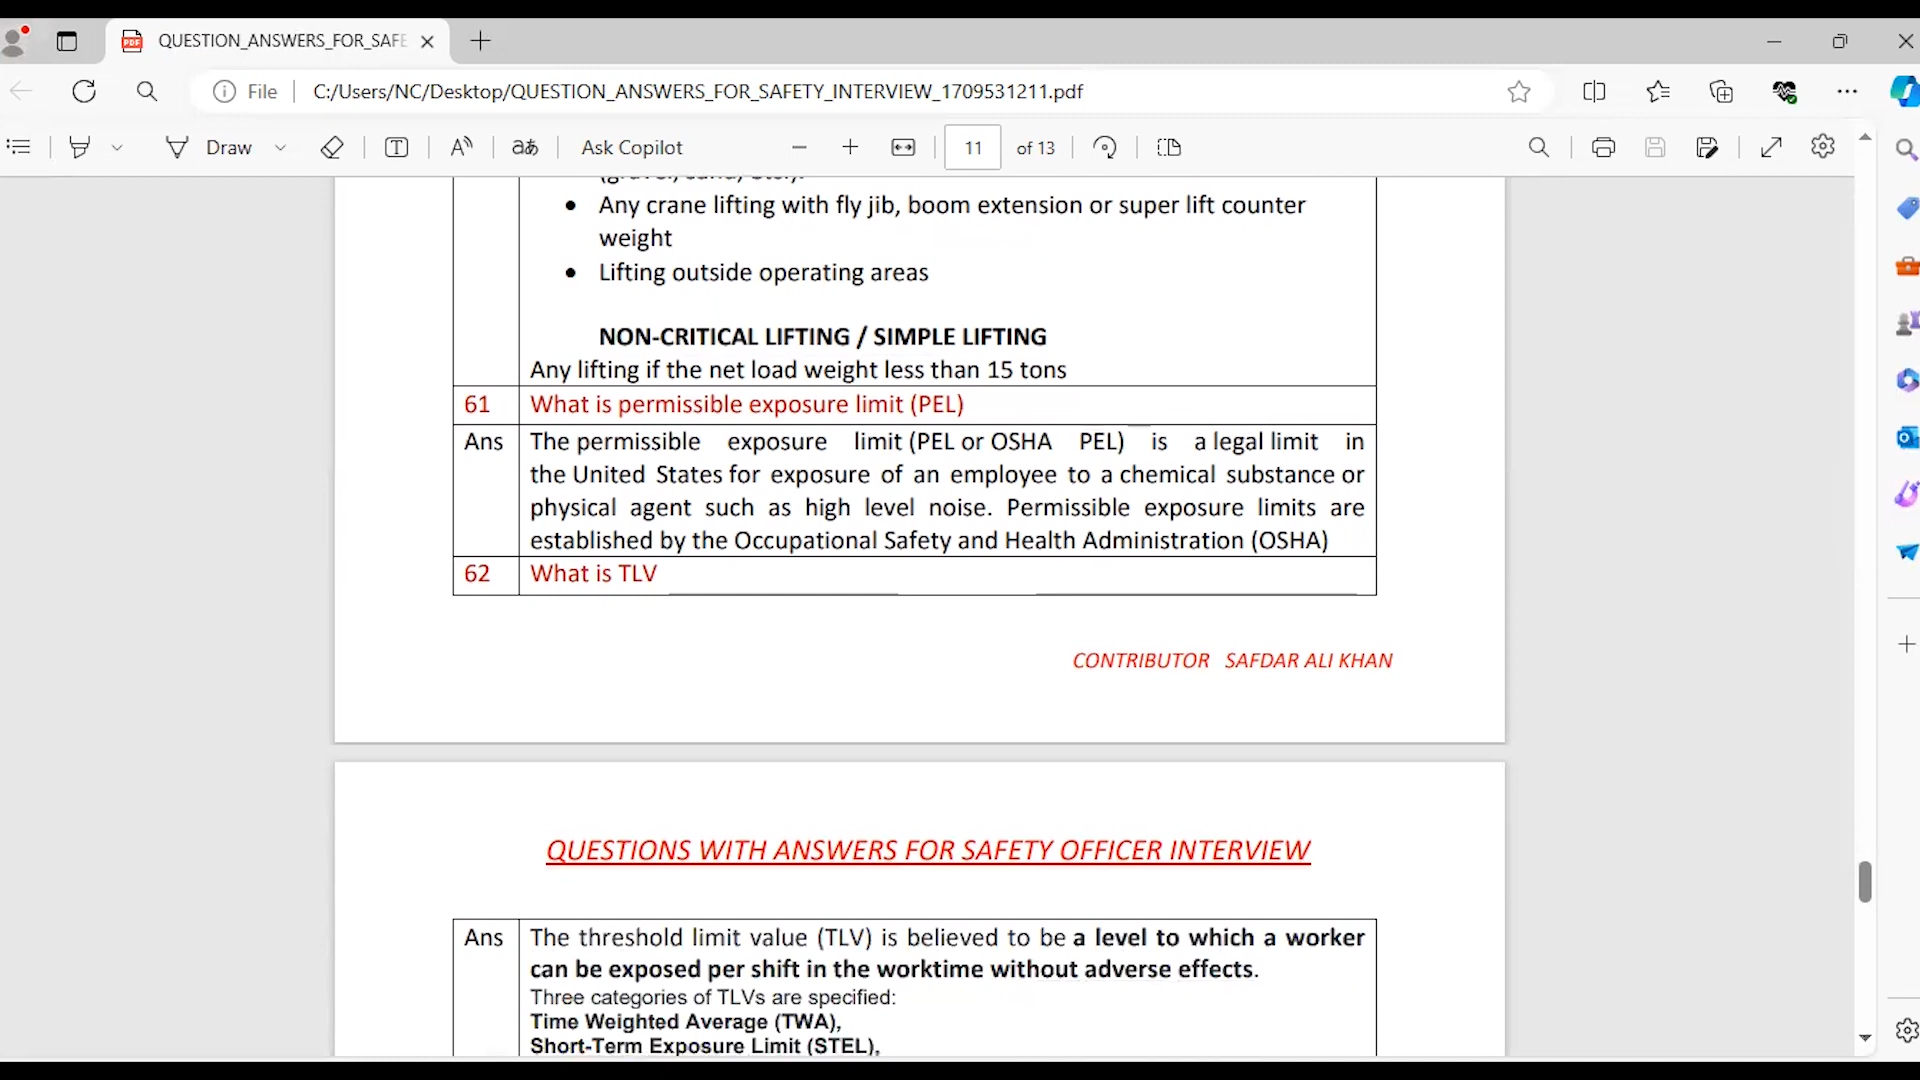 QUESTION_ANSWERS_FOR_SAFE
File
C:/Users/NC/Desktop/QUESTION_ANSWERS_FOR_SAFETY_INTERVIEW_1709531211.pdf
Draw
Ask Copilot
11 of 13
• Any crane lifting with fly jib, boom extension or super lift counter
weight
• Lifting outside operating areas
NON-CRITICAL LIFTING / SIMPLE LIFTING
Any lifting if the net load weight less than 15 tons
61 What is permissible exposure limit (PEL)
Ans The permissible exposure limit (PEL or OSHA PEL) is a legal limit in
the United States for exposure of an employee to a chemical substance or
physical agent such as high level noise. Permissible exposure limits are
established by the Occupational Safety and Health Administration (OSHA)
62 What is TLV
CONTRIBUTOR SAFDAR ALI KHAN
QUESTIONS WITH ANSWERS FOR SAFETY OFFICER INTERVIEW
Ans The threshold limit value (TLV) is believed to be a level to which a worker
can be exposed per shift in the worktime without adverse effects.
Three categories of TLVs are specified:
Time Weighted Average (TWA),
Short-Term Exposure Limit (STEL),